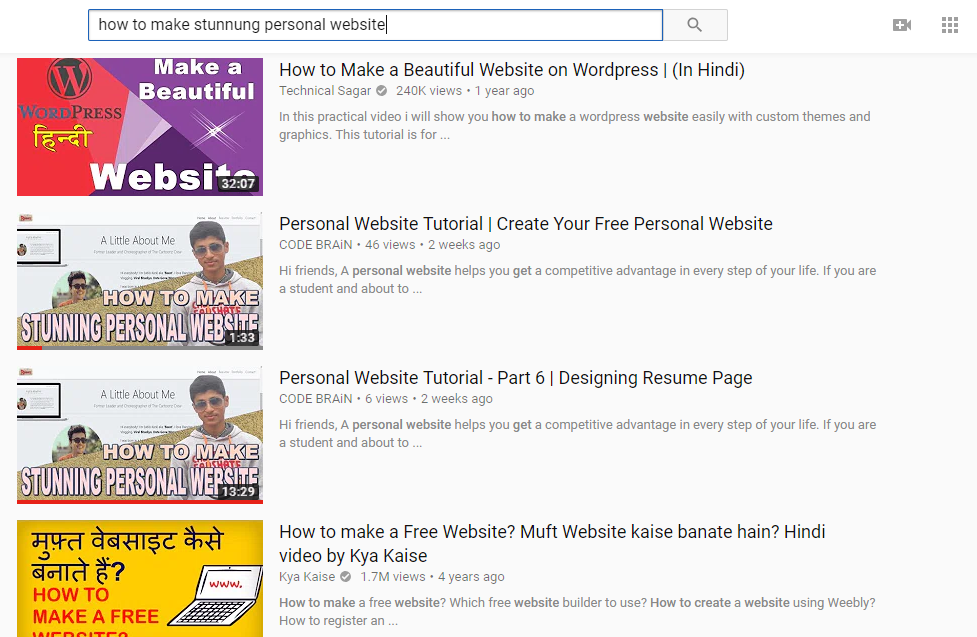 how to make stunnung personal website
Make a
Beautiful
WORDPRESS
हिन्दी
Website
32:07
How to Make a Beautiful Website on Wordpress | (In Hindi)
Technical Sagar 240K views • 1 year ago
In this practical video i will show you how to make a wordpress website easily with custom themes and
graphics. This tutorial is for ...
A Little About Me
HOW TO MAKE
STUNNING PERSONAL WEBSITE
1:33
Personal Website Tutorial | Create Your Free Personal Website
CODE BRAiN • 46 views • 2 weeks ago
Hi friends, A personal website helps you get a competitive advantage in every step of your life. If you are
a student and about to ...
A Little About Me
HOW TO MAKE
STUNNING PERSONAL WEBSITE
13:29
Personal Website Tutorial - Part 6 | Designing Resume Page
CODE BRAiN • 6 views • 2 weeks ago
Hi friends, A personal website helps you get a competitive advantage in every step of your life. If you are
a student and about to ...
मुफ़्त वेबसाइट कैसे
बनाते हैं?
HOW TO
MAKE A FREE
WEBSITE?
www.
How to make a Free Website? Muft Website kaise banate hain? Hindi
video by Kya Kaise
Kya Kaise 1.7M views • 4 years ago
How to make a free website? Which free website builder to use? How to create a website using Weebly?
How to register an ...